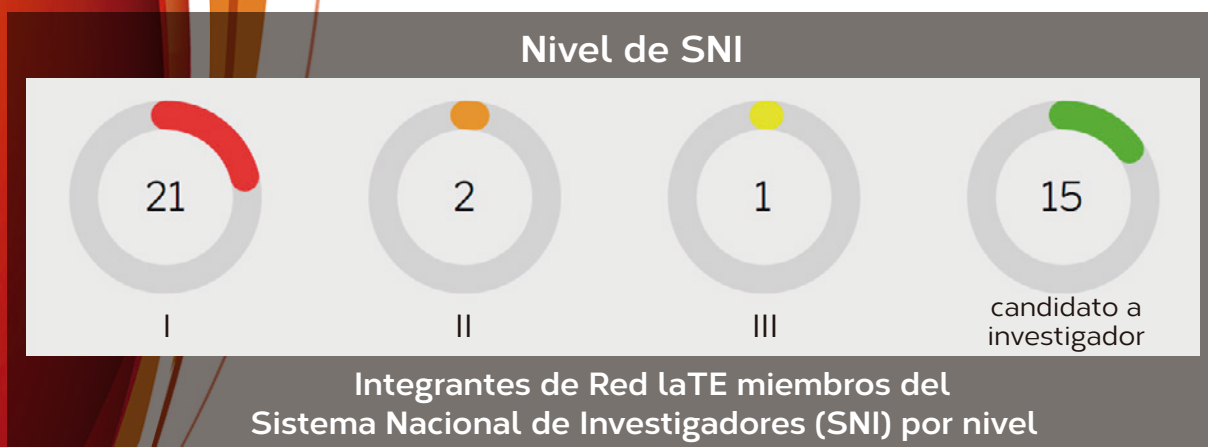 Nivel de SNI
21
2
1
15
I
II
III
candidato a
investigador
Integrantes de Red laTE miembros del
Sistema Nacional de Investigadores (SNI) por nivel